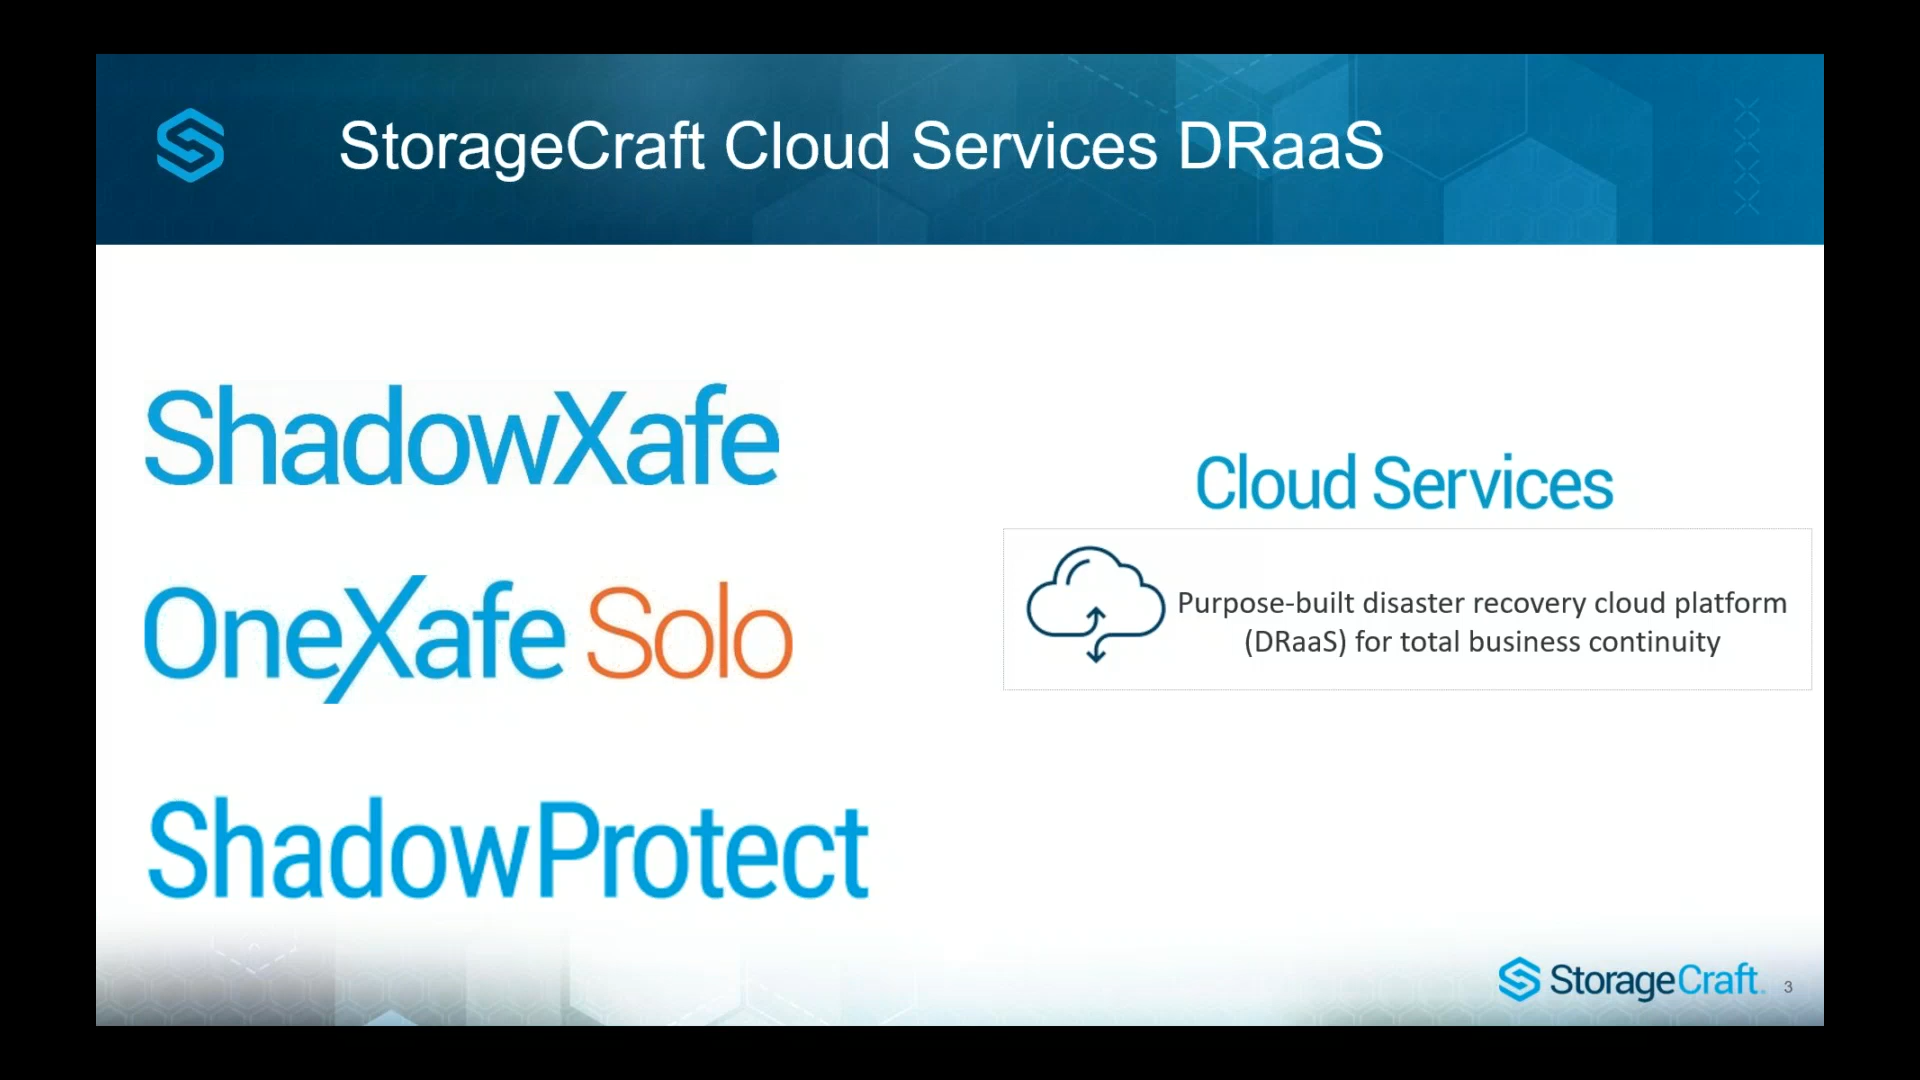 StorageCraft Cloud Services DRaaS
ShadowXafe
OneXafe Solo
ShadowProtect
Cloud Services
Purpose-built disaster recovery cloud platform
(DRaaS) for total business continuity
StorageCraft 3